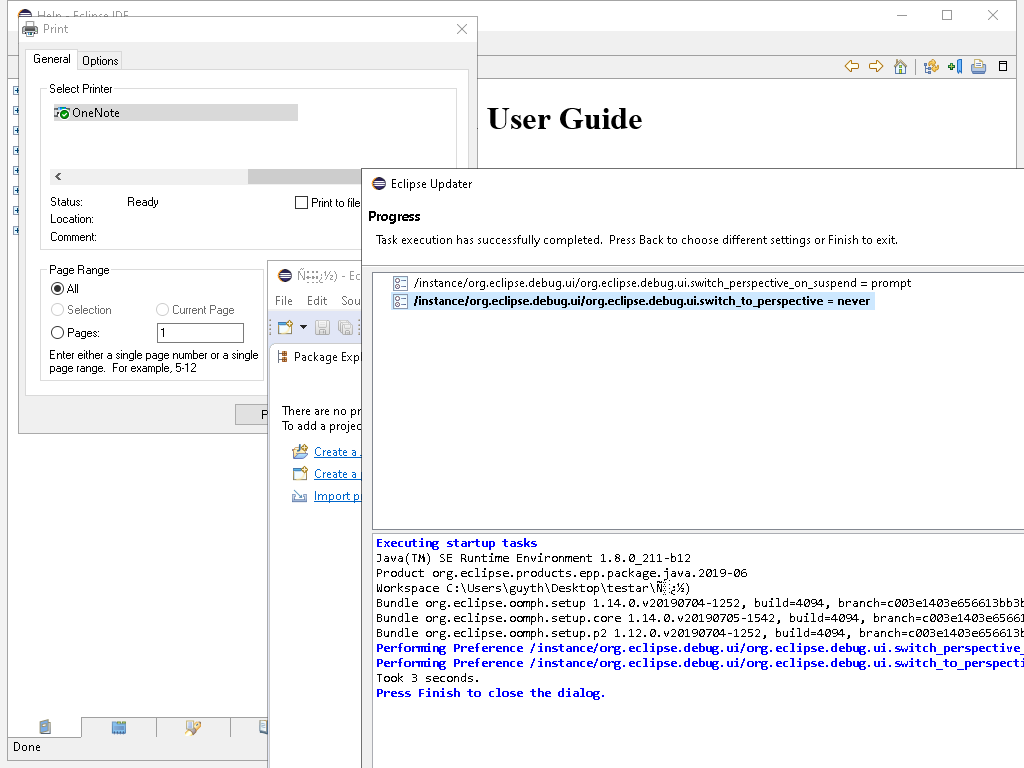 Help - Eclipse IDE
Print
General
Options
Select Printer
OneNote
Status:
Ready
Print to file
Location:
Comment:
Page Range
All
Selection
Current Page
Pages:
1
Enter either a single page number or a single
page range. For example, 5-12
User Guide
File Edit Sou
Package Expl
There are no pr
To add a projec
Create a
Create a
Import p
Eclipse Updater
Progress
Task execution has successfully completed. Press Back to choose different settings or Finish to exit.
/instance/org.eclipse.debug.ui/org.eclipse.debug.ui.switch_perspective_on_suspend = prompt
/instance/org.eclipse.debug.ui/org.eclipse.debug.ui.switch_to_perspective = never
Executing startup tasks
Java(TM) SE Runtime Environment 1.8.0_211-b12
Product org.eclipse.products.epp.package.java.2019-06
Workspace C:\Users\guyth\Desktop\testar\
Bundle org.eclipse.oomph.setup 1.14.0.v20190704-1252, build=4094, branch=c003e1403e656613bb3b
Bundle org.eclipse.oomph.setup.core 1.14.0.v20190705-1542, build=4094, branch=c003e1403e65661
Bundle org.eclipse.oomph.setup.p2 1.12.0.v20190704-1252, build=4094, branch=c003e1403e656613b
Performing Preference /instance/org.eclipse.debug.ui/org.eclipse.debug.ui.switch_perspective_
Performing Preference /instance/org.eclipse.debug.ui/org.eclipse.debug.ui.switch_to_perspecti
Took 3 seconds.
Press Finish to close the dialog.
Done